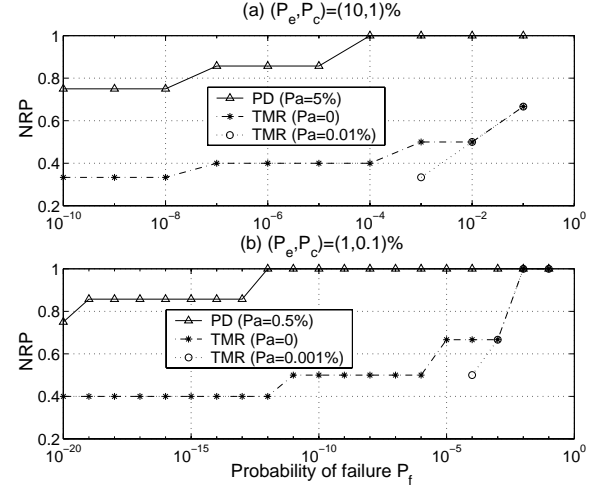 (a) (P_e,P_c)=(10,1)%
1
0.8
0.6
0.4
0.2
NRP
PD (Pa=5%)
TMR (Pa=0)
TMR (Pa=0.01%)
10^-10
10^-8
10^-6
10^-4
10^-2
10^0
(b) (P_e,P_c)=(1,0.1)%
1
0.8
0.6
0.4
0.2
NRP
PD (Pa=0.5%)
TMR (Pa=0)
TMR (Pa=0.001%)
10^-20
10^-15
10^-10
10^-5
10^0
Probability of failure P_f